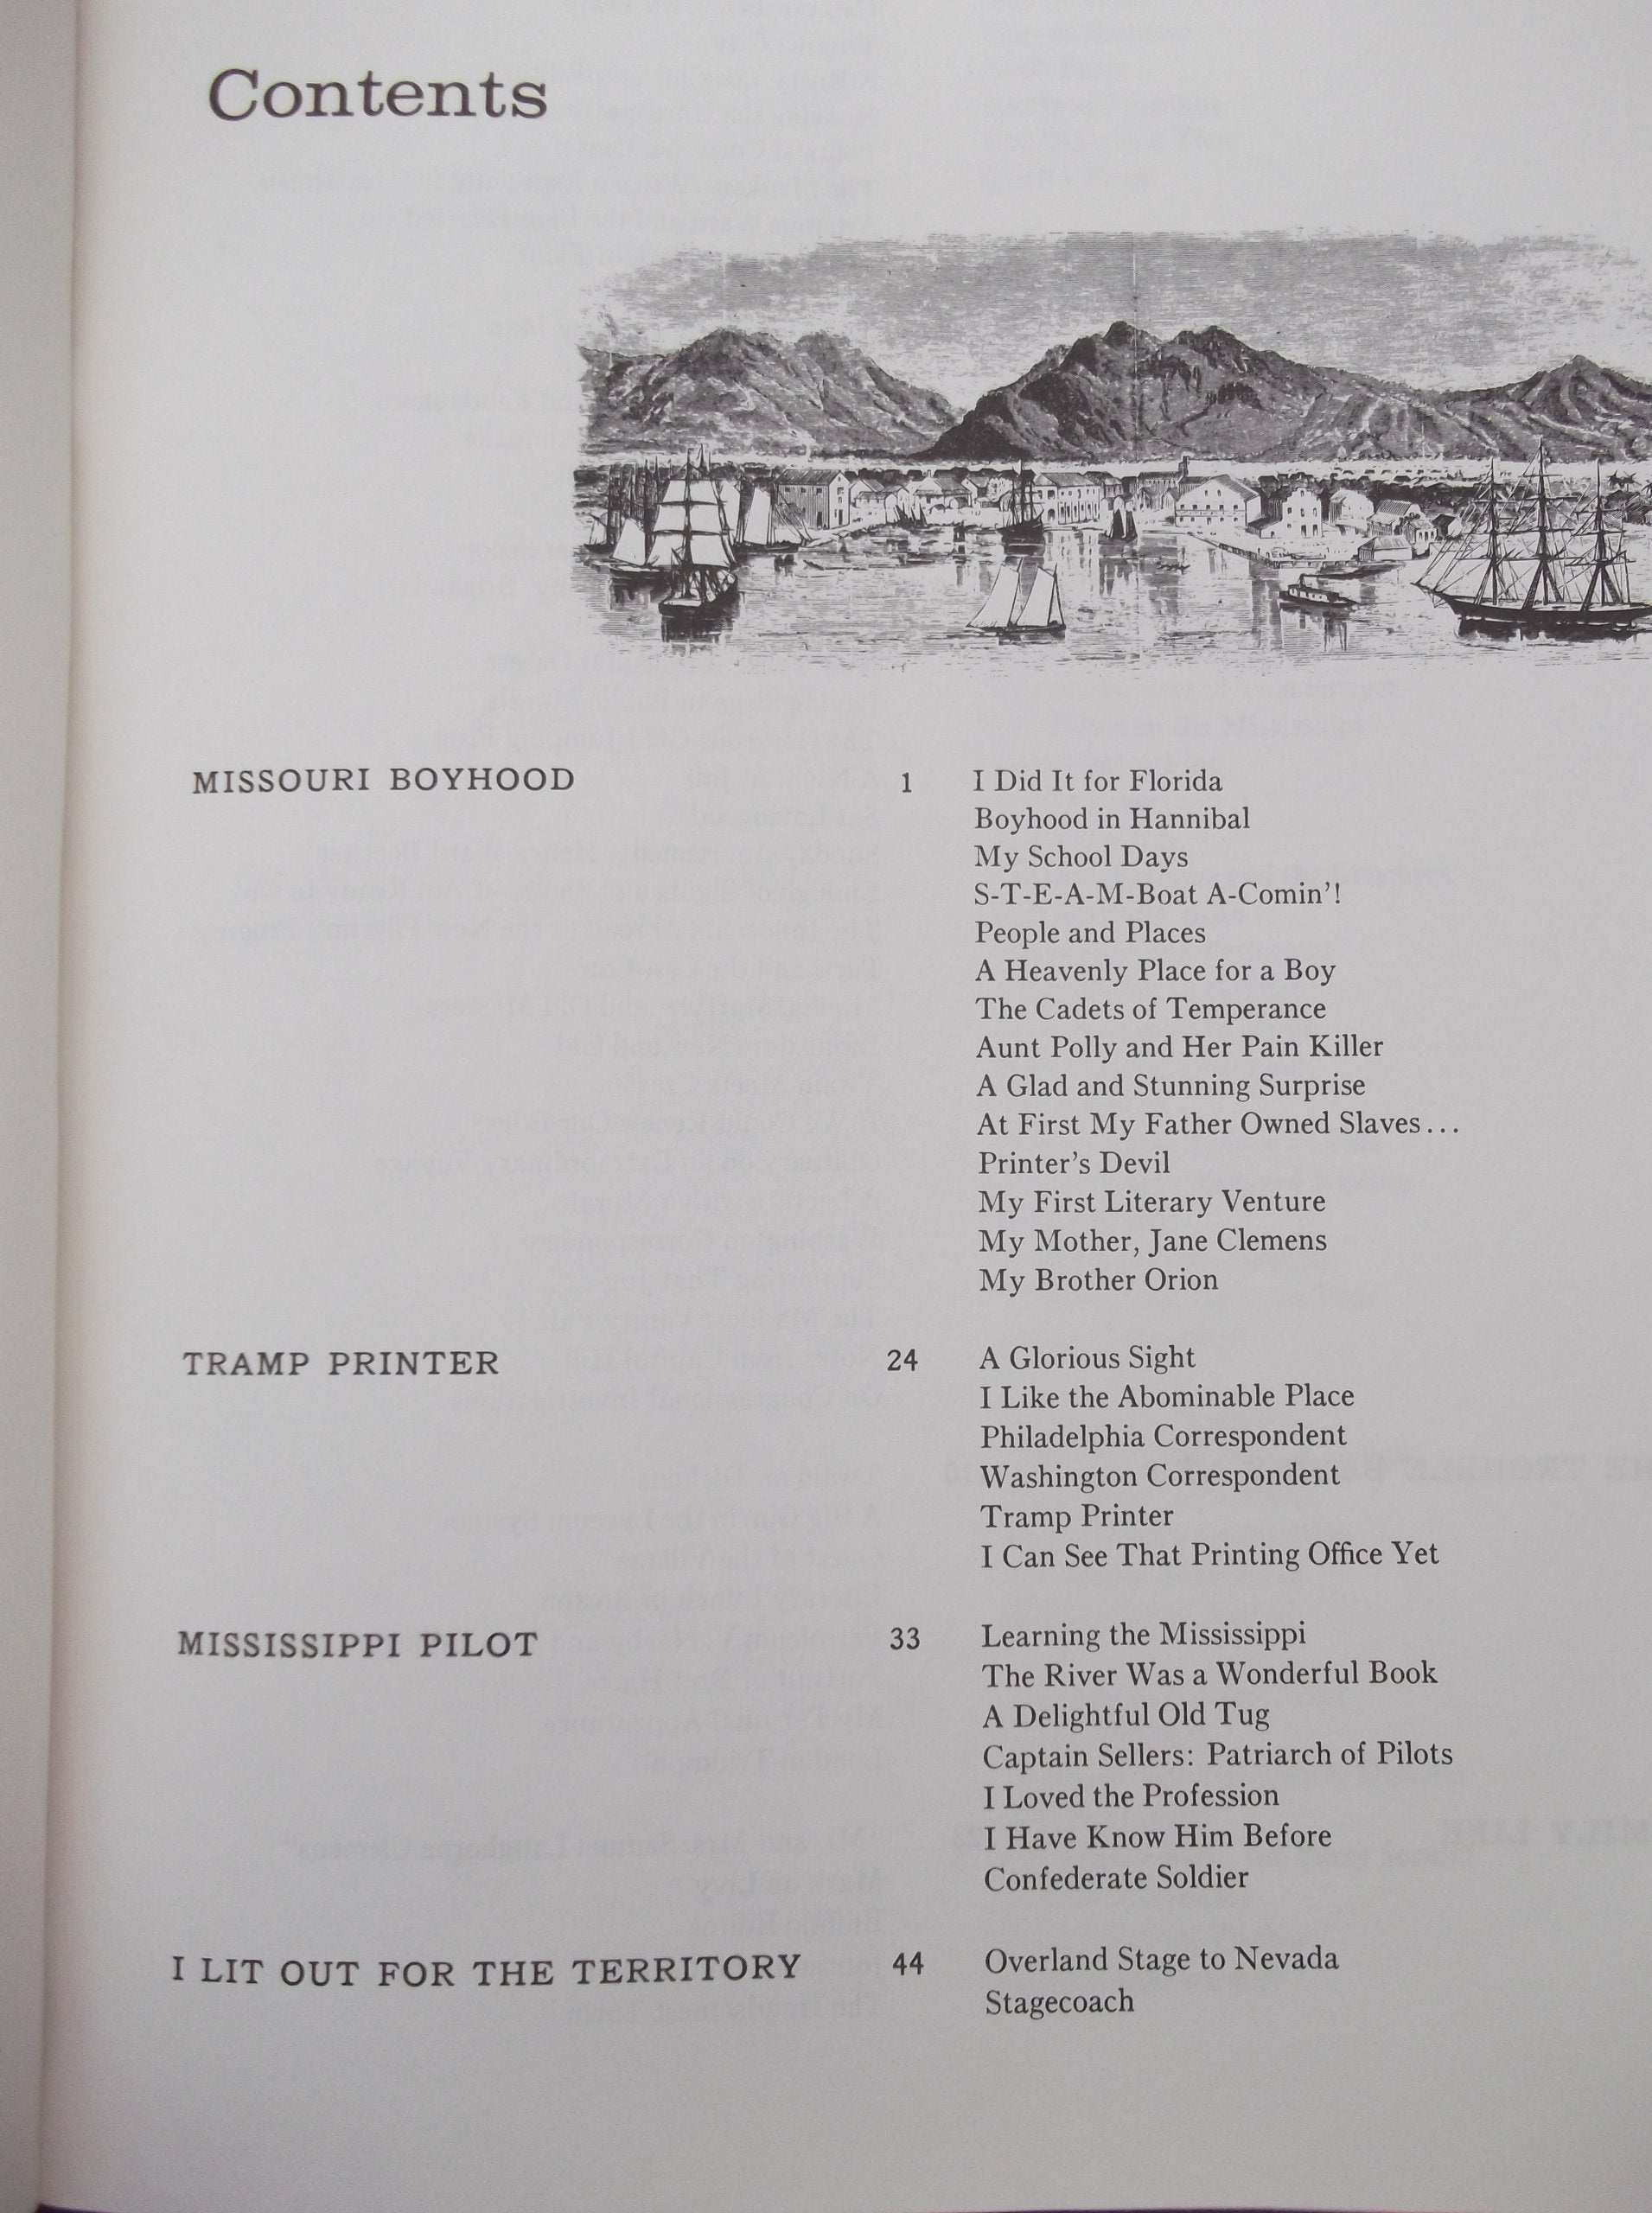 Contents
MISSOURI BOYHOOD 1 I Did It for Florida
Boyhood in Hannibal
My School Days
S-T-E-A-M-Boat A-Comin'!
People and Places
A Heavenly Place for a Boy
The Cadets of Temperance
Aunt Polly and Her Pain Killer
A Glad and Stunning Surprise
At First My Father Owned Slaves...
Printer's Devil
My First Literary Venture
My Mother, Jane Clemens
My Brother Orion
TRAMP PRINTER 24 A Glorious Sight
I Like the Abominable Place
Philadelphia Correspondent
Washington Correspondent
Tramp Printer
I Can See That Printing Office Yet
MISSISSIPPI PILOT 33 Learning the Mississippi
The River Was a Wonderful Book
A Delightful Old Tug
Captain Sellers: Patriarch of Pilots
I Loved the Profession
I Have Know Him Before
Confederate Soldier
I LIT OUT FOR THE TERRITORY 44 Overland Stage to Nevada
Stagecoach